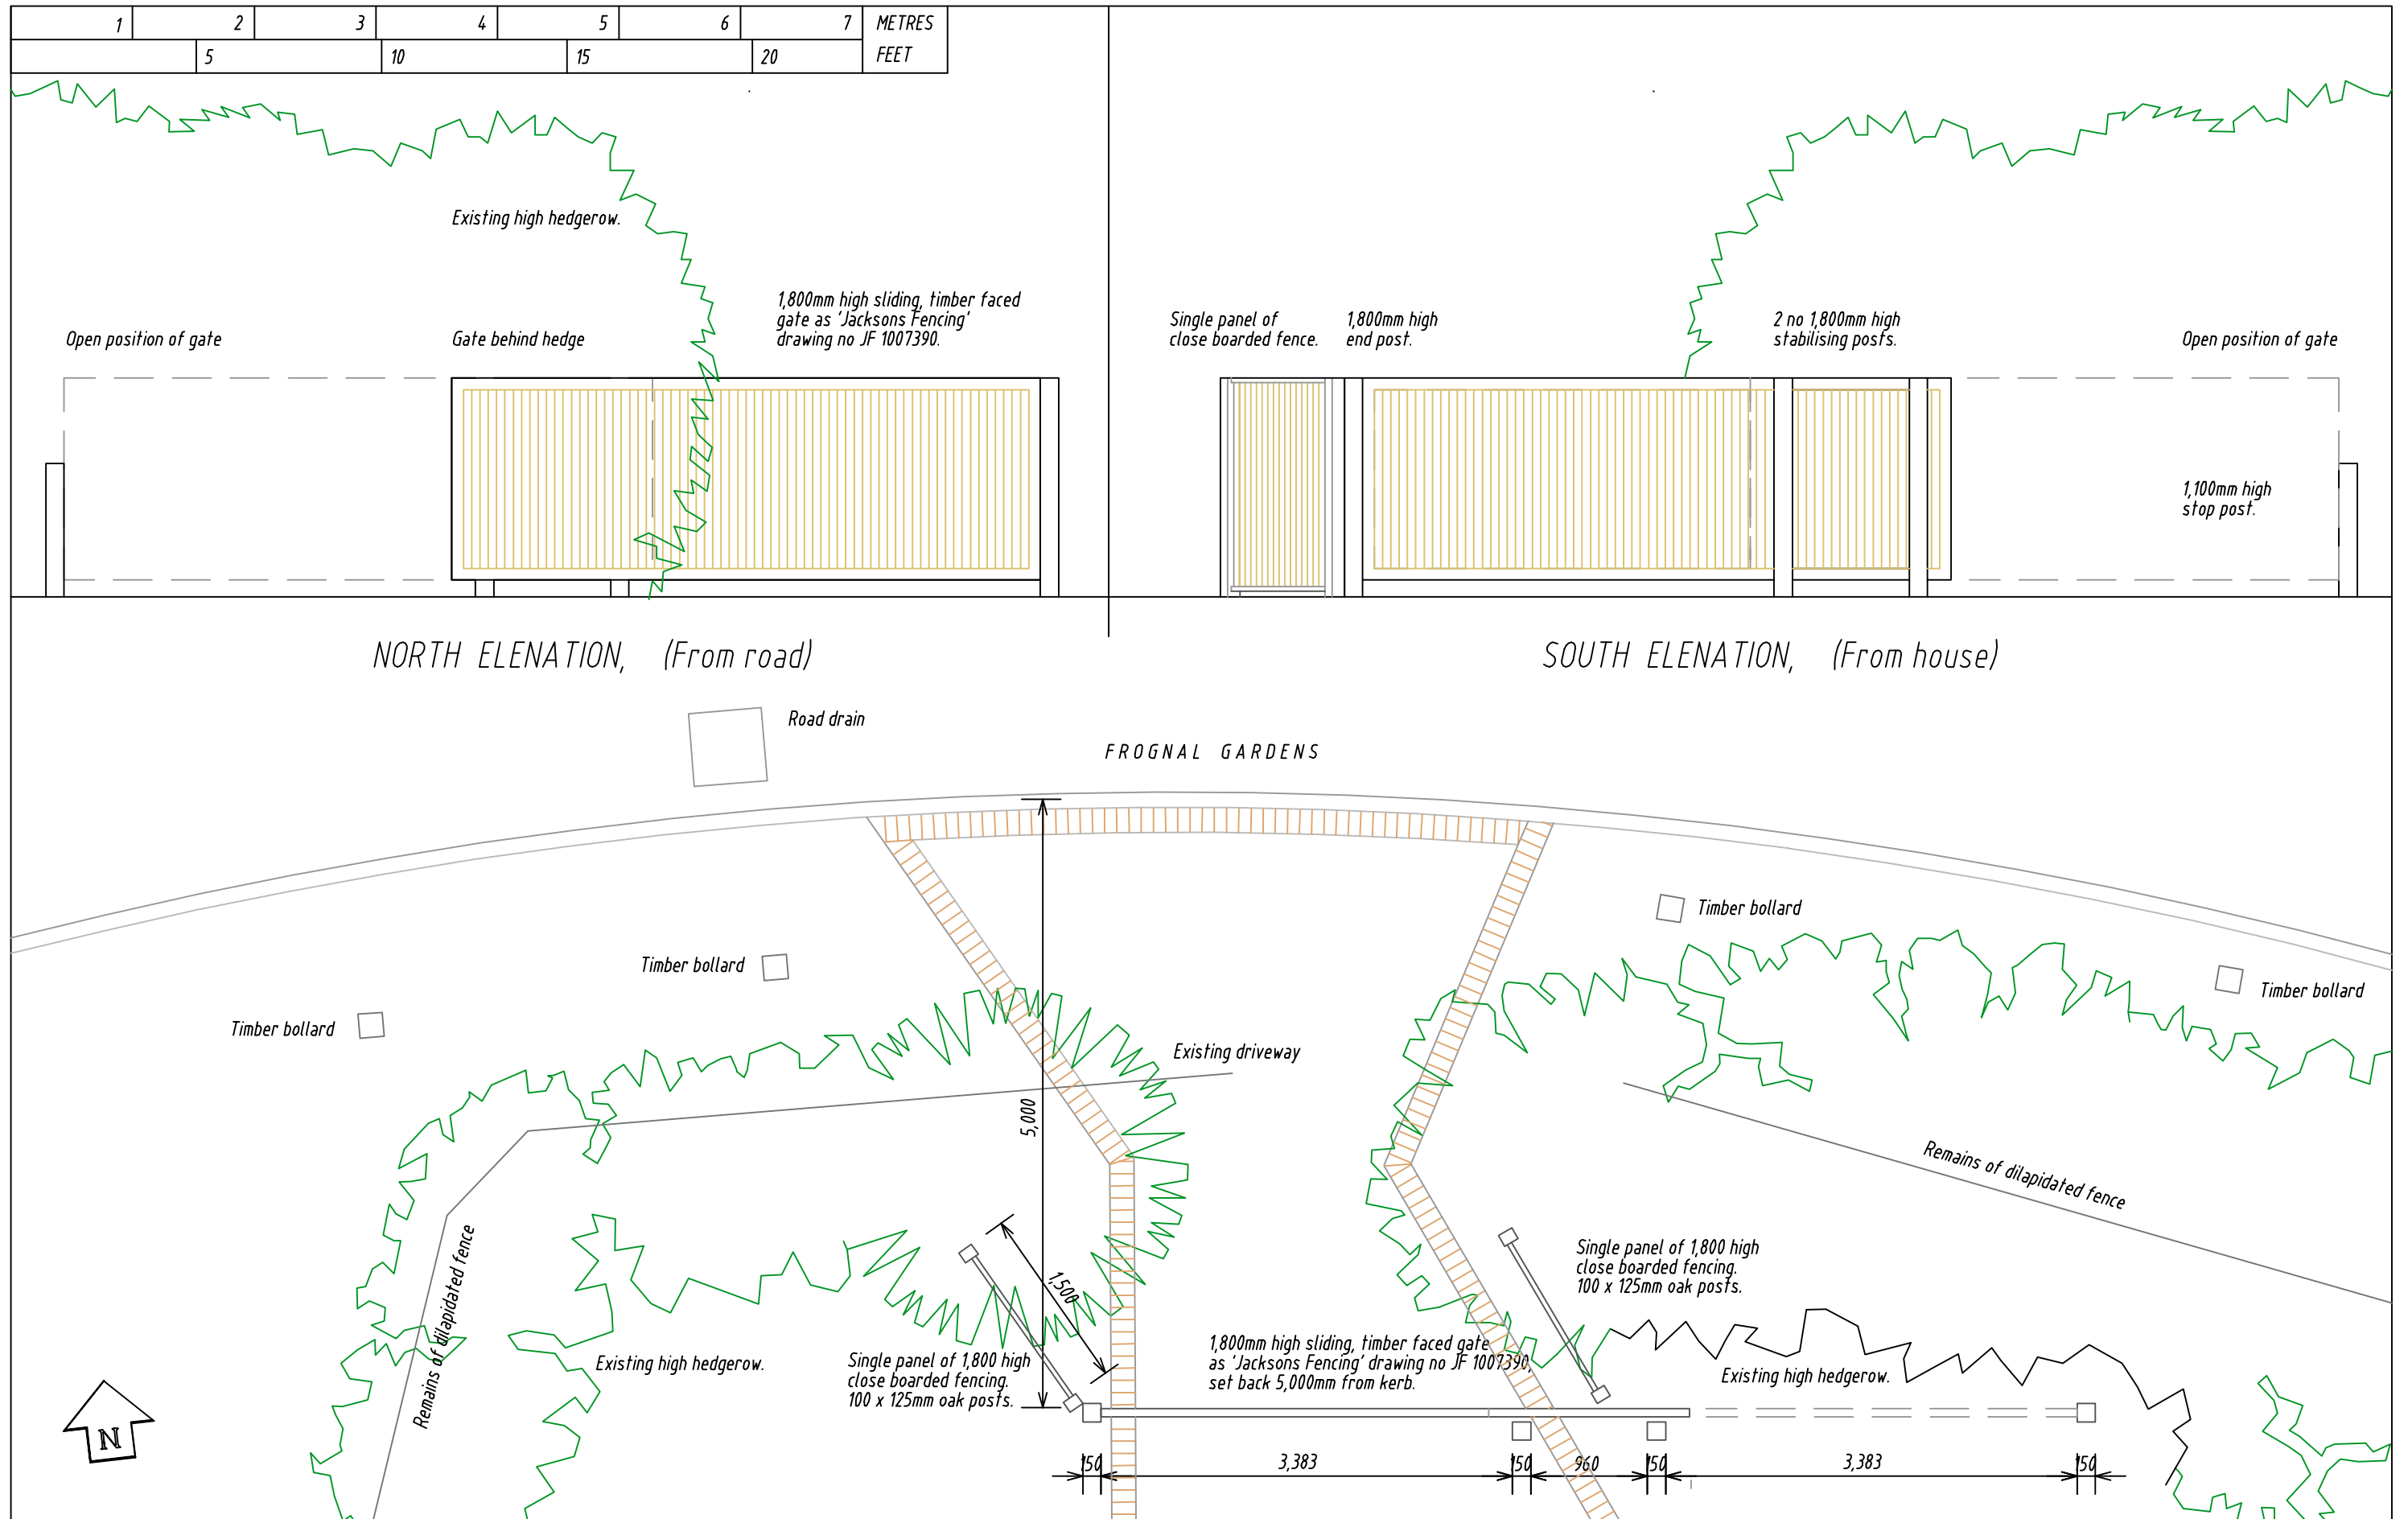 1 2 3 4 5 6 7 METRES
5 10 15 20 FEET
Existing high hedgerow.
Open position of gate
Gate behind hedge
1,800mm high sliding, timber faced
gate as 'Jacksons Fencing'
drawing no JF 1007390.
Single panel of
close boarded fence.
1,800mm high
end post.
2 no 1,800mm high
stabilising posts.
Open position of gate
1,100mm high
stop post.
NORTH ELENATION, (From road)
SOUTH ELENATION, (From house)
Road drain
FROGNAL GARDENS
Timber bollard
Timber bollard
Timber bollard
Timber bollard
Existing driveway
5,000
Remains of dilapidated fence
Remains of dilapidated fence
1,500
Single panel of 1,800 high
close boarded fencing.
100 x 125mm oak posts.
Existing high hedgerow.
Single panel of 1,800 high
close boarded fencing.
100 x 125mm oak posts.
1,800mm high sliding, timber faced gate
as 'Jacksons Fencing' drawing no JF 1007390,
set back 5,000mm from kerb.
Existing high hedgerow.
N
150 3,383 150 960 150 3,383 150